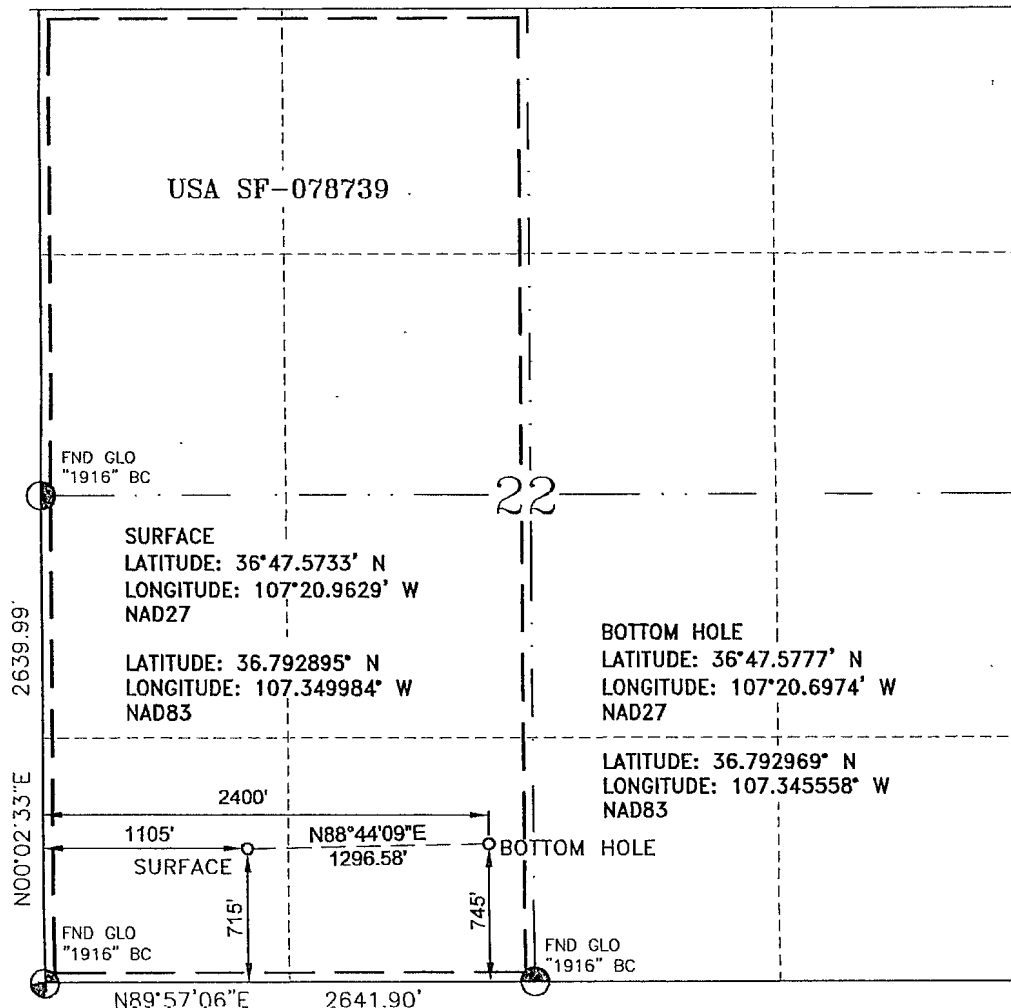 USA SF-078739
FND GLO
"1916" BC
22
SURFACE
LATITUDE: 36°47.5733' N
LONGITUDE: 107°20.9629' W
NAD27
LATITUDE: 36.792895° N
LONGITUDE: 107.349984° W
NAD83
BOTTOM HOLE
LATITUDE: 36°47.5777' N
LONGITUDE: 107°20.6974' W
NAD27
LATITUDE: 36.792969° N
LONGITUDE: 107.345558° W
NAD83
2639.99'
N00°02'33"E
2400'
1105'
N88°44'09"E
1296.58'
SURFACE
BOTTOM HOLE
715'
745'
FND GLO
"1916" BC
FND GLO
"1916" BC
N89°57'06"E
2641.90'